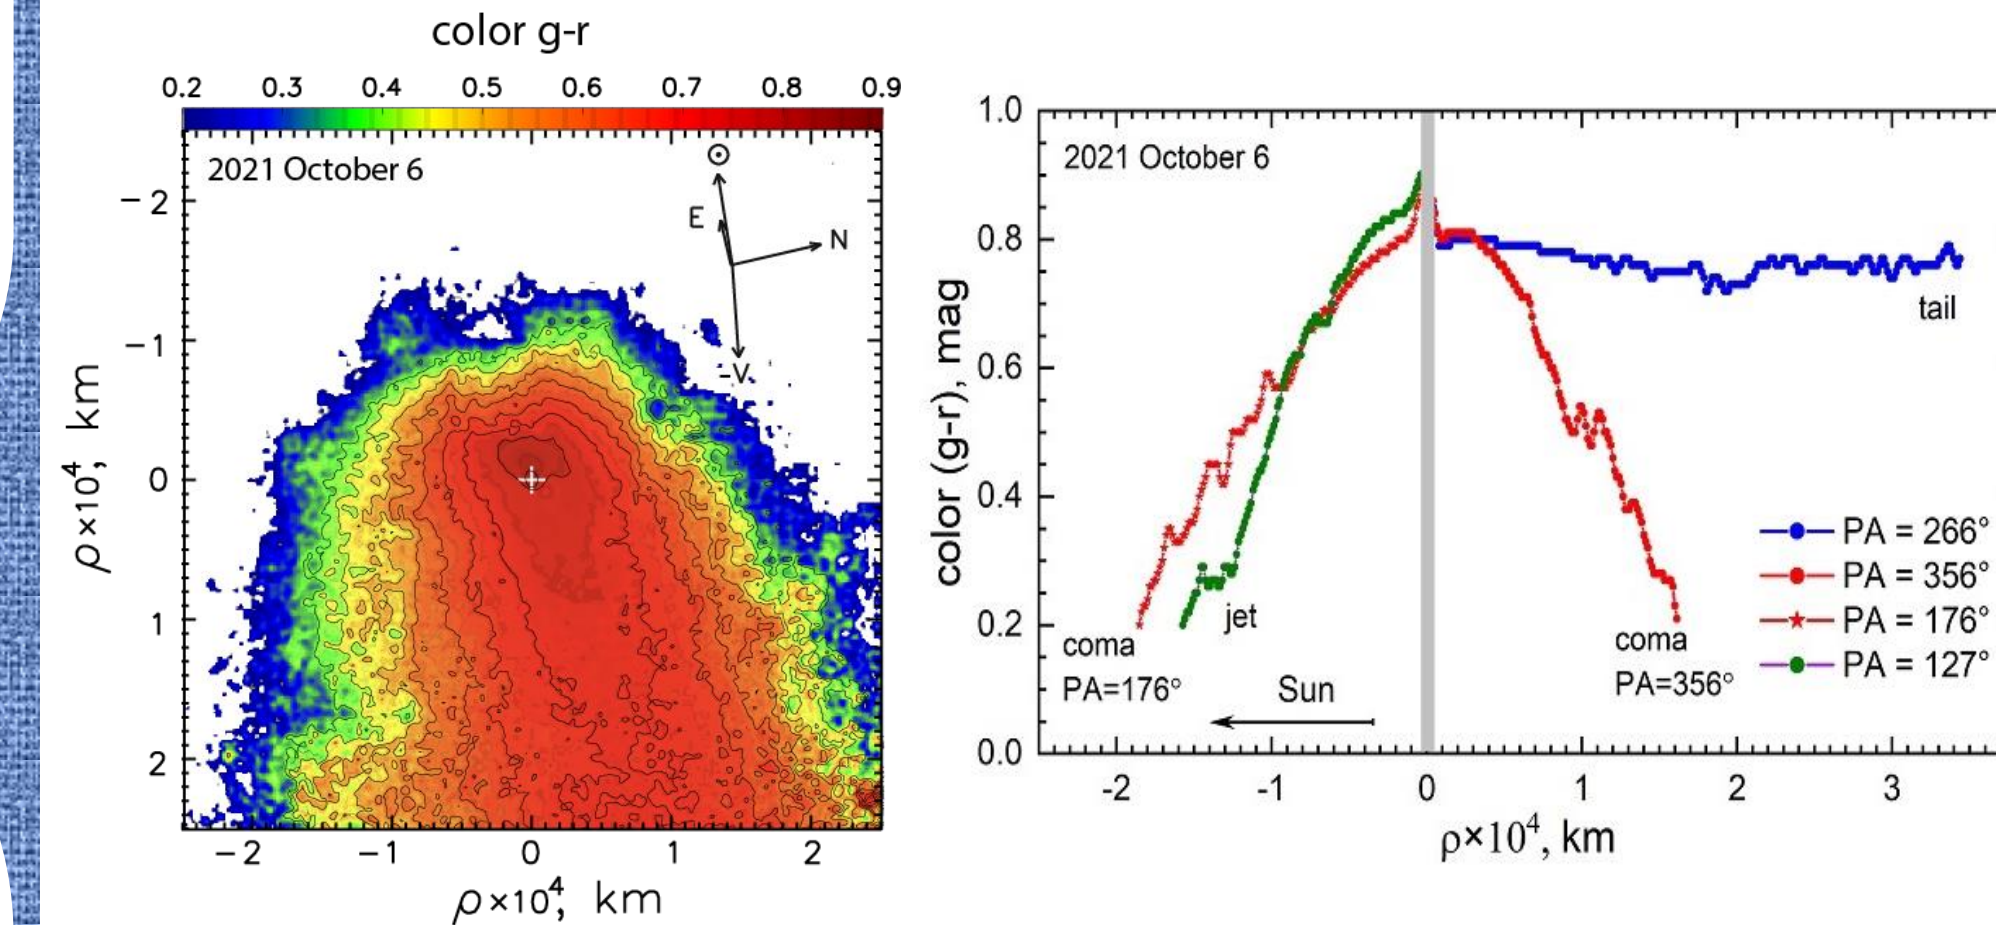 color g-r
0.2 0.3 0.4 0.5 0.6 0.7 0.8 0.9
2021 October 6
E
N
-V
-2
-1
0
1
2
ρ×10⁴, km
-2 -1 0 1 2
ρ×10⁴, km
1.0
0.8
0.6
0.4
0.2
0.0
color (g-r), mag
2021 October 6
tail
PA = 266°
PA = 356°
PA = 176°
PA = 127°
jet
coma
PA=176°
coma
PA=356°
Sun
-2 -1 0 1 2 3
ρ×10⁴, km